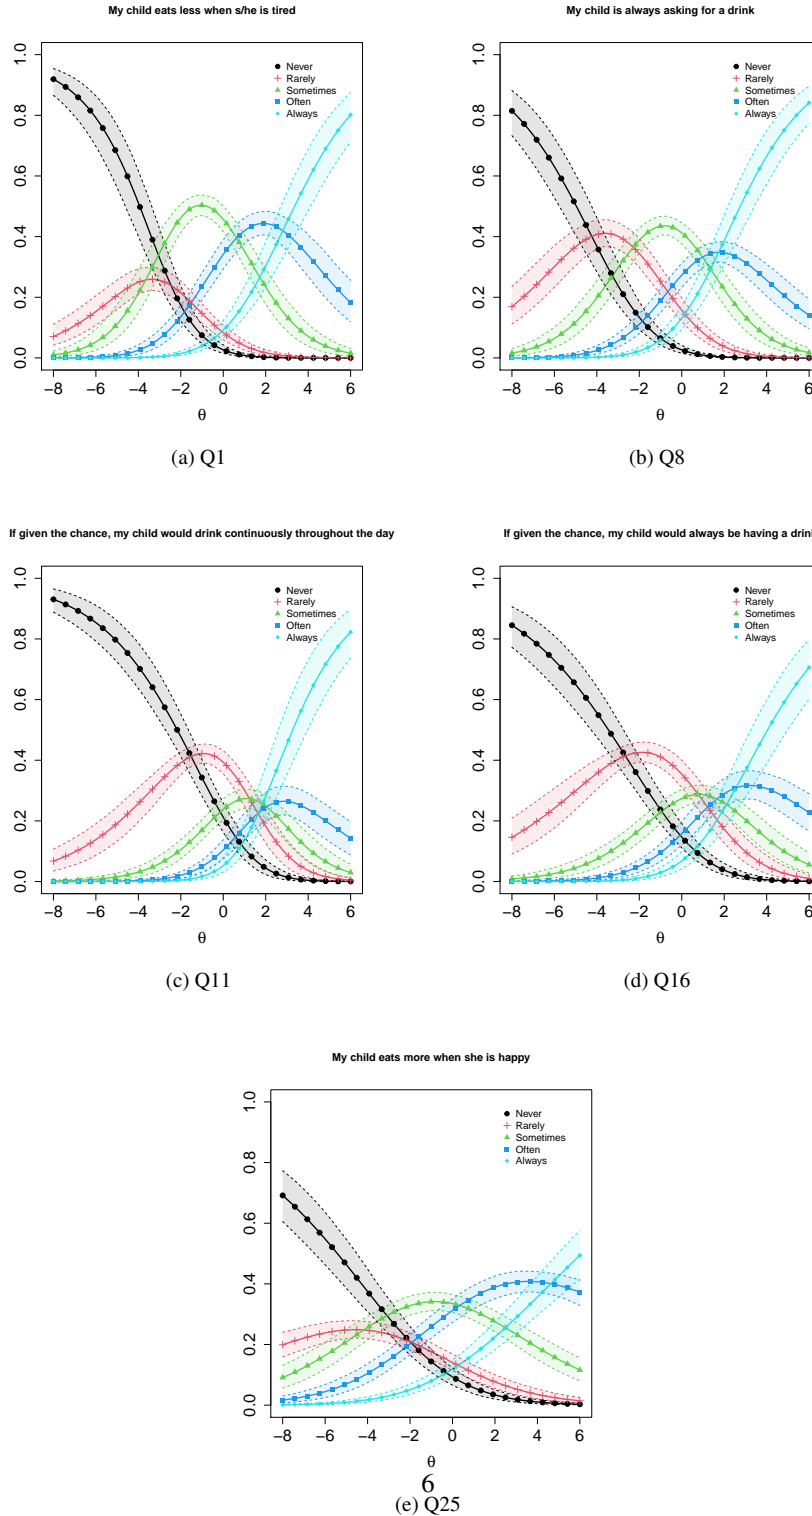 My child eats less when s/he is tired
1.0
0.8
0.6
0.4
0.2
0.0
Never
Rarely
Sometimes
Often
Always
−8 −6 −4 −2 0 2 4 6
θ
(a) Q1
My child is always asking for a drink
1.0
0.8
0.6
0.4
0.2
0.0
Never
Rarely
Sometimes
Often
Always
−8 −6 −4 −2 0 2 4 6
θ
(b) Q8
If given the chance, my child would drink continuously throughout the day
1.0
0.8
0.6
0.4
0.2
0.0
Never
Rarely
Sometimes
Often
Always
−8 −6 −4 −2 0 2 4 6
θ
(c) Q11
If given the chance, my child would always be having a drink
1.0
0.8
0.6
0.4
0.2
0.0
Never
Rarely
Sometimes
Often
Always
−8 −6 −4 −2 0 2 4 6
θ
(d) Q16
My child eats more when she is happy
1.0
0.8
0.6
0.4
0.2
0.0
Never
Rarely
Sometimes
Often
Always
−8 −6 −4 −2 0 2 4 6
θ
6
(e) Q25